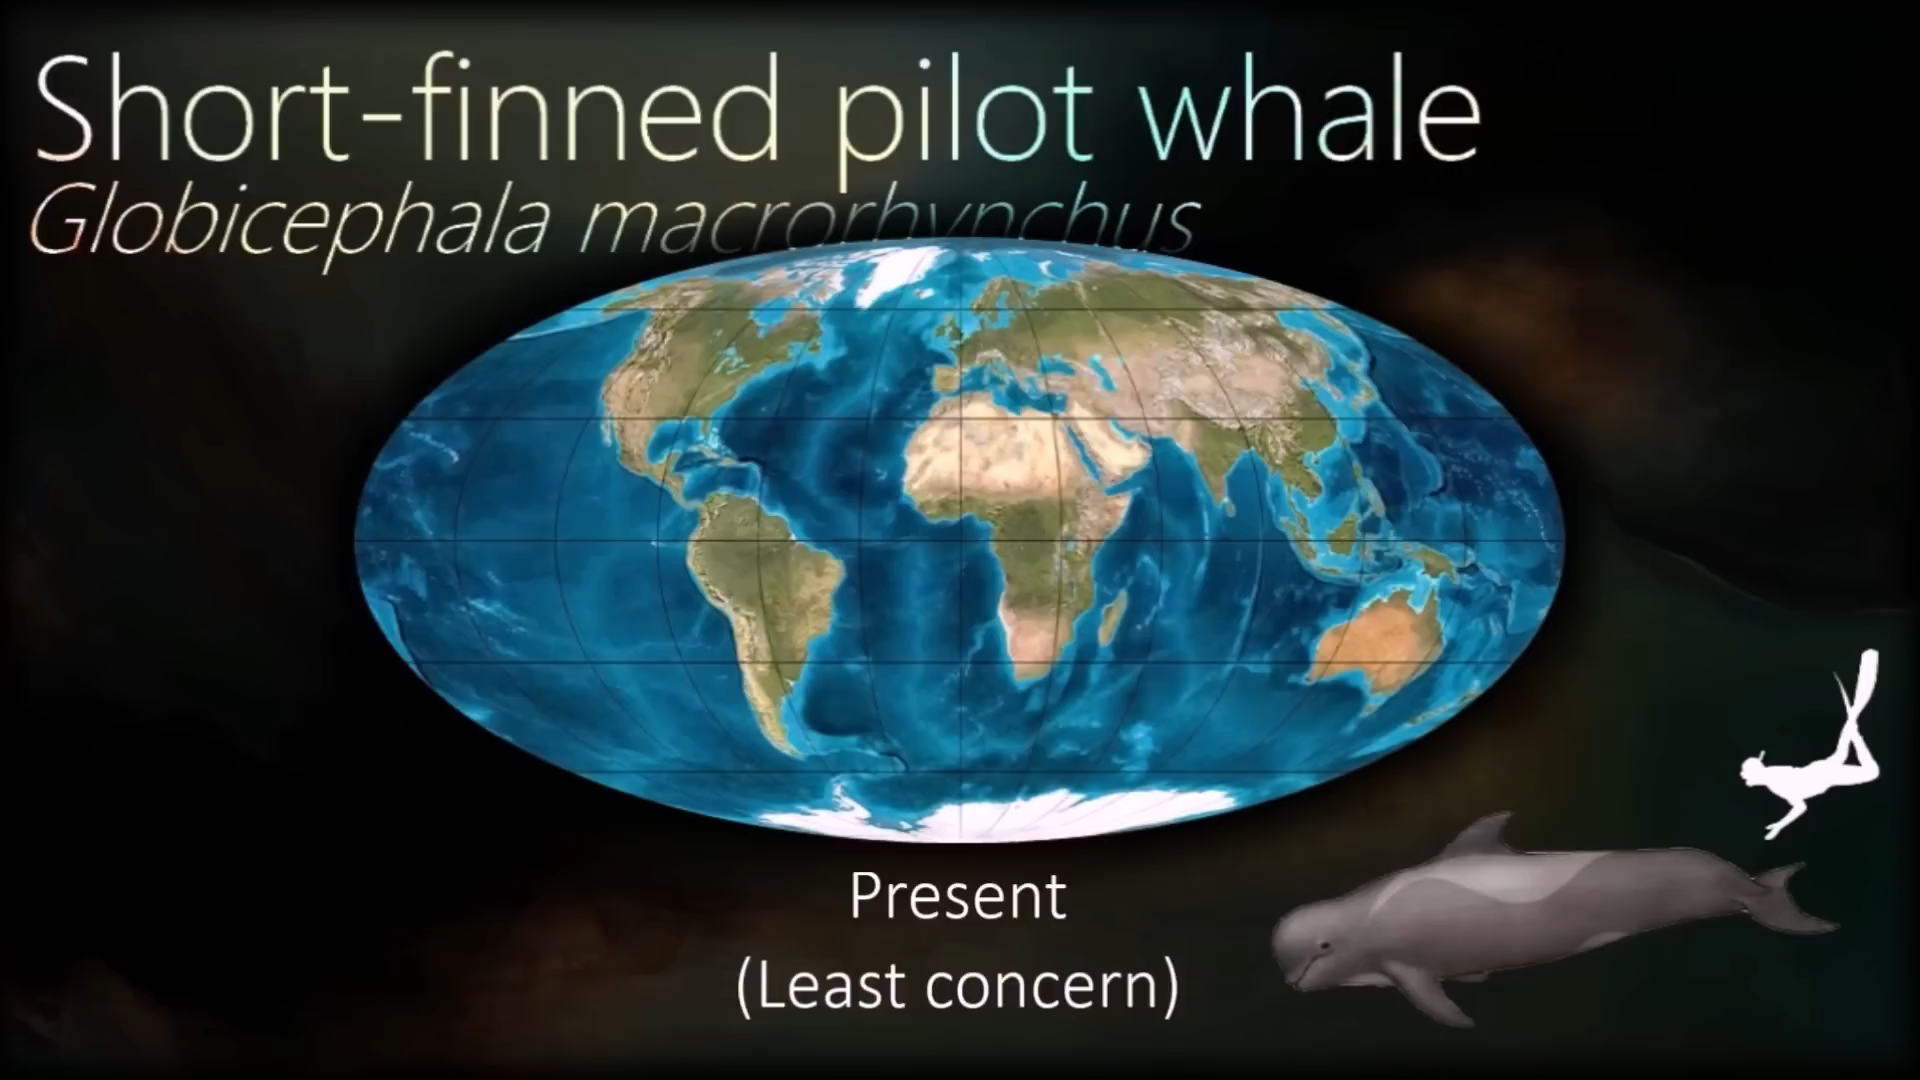 Short-finned pilot whale
Globicephala macrorhynchus
Present
(Least concern)